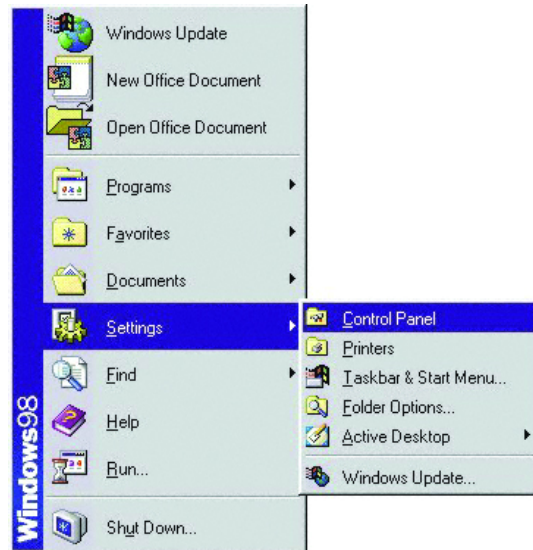 Windows Update
New Office Document
Open Office Document
Programs
Favorites
Documents
Settings
Find
Help
Run...
Shut Down...
Windows98
Control Panel
Printers
Taskbar & Start Menu...
Folder Options...
Active Desktop
Windows Update...